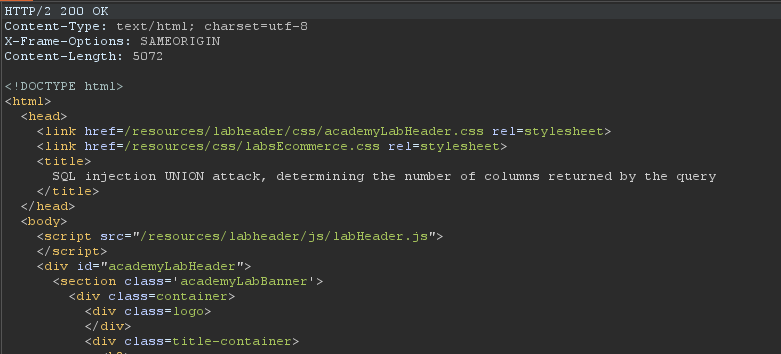 HTTP/2 200 OK
Content-Type: text/html; charset=utf-8
X-Frame-Options: SAMEORIGIN
Content-Length: 5072
<!DOCTYPE html>
<html>
<head>
<link href=/resources/labheader/css/academyLabHeader.css rel=stylesheet>
<link href=/resources/css/labsEcommerce.css rel=stylesheet>
<title>
SQL injection UNION attack, determining the number of columns returned by the query
</title>
</head>
<body>
<script src="/resources/labheader/js/labHeader.js">
</script>
<div id="academyLabHeader">
<section class='academyLabBanner'>
<div class=container>
<div class=logo>
</div>
<div class=title-container>